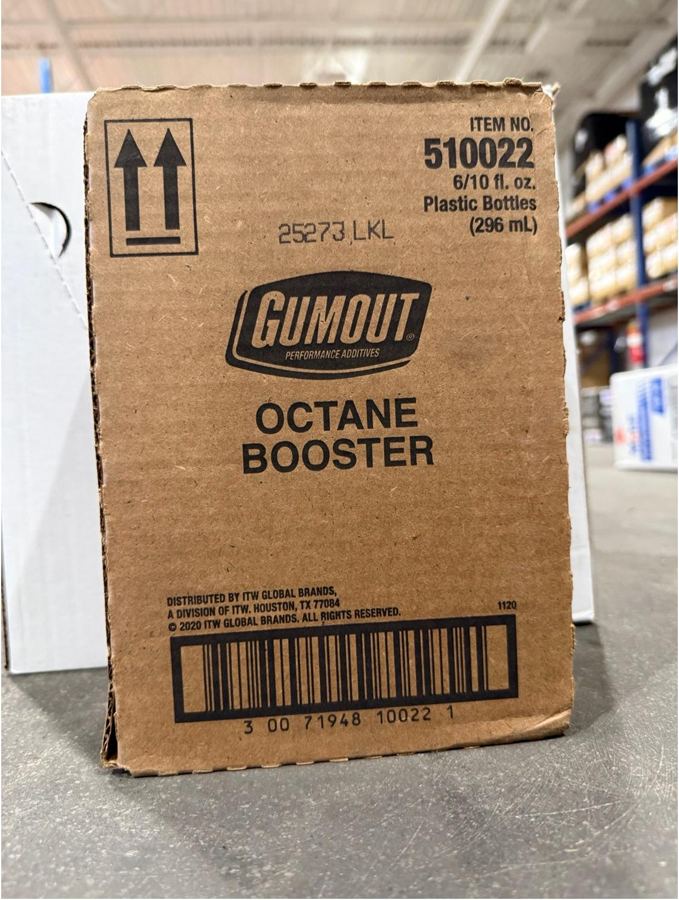 ITEM NO.
510022
6/10 fl. oz.
Plastic Bottles
(296 mL)
25273 LKL
GUMOUT®
PERFORMANCE ADDITIVES
OCTANE
BOOSTER
DISTRIBUTED BY ITW GLOBAL BRANDS,
A DIVISION OF ITW. HOUSTON, TX 77084
© 2020 ITW GLOBAL BRANDS. ALL RIGHTS RESERVED.
1120
3 00 71948 10022 1